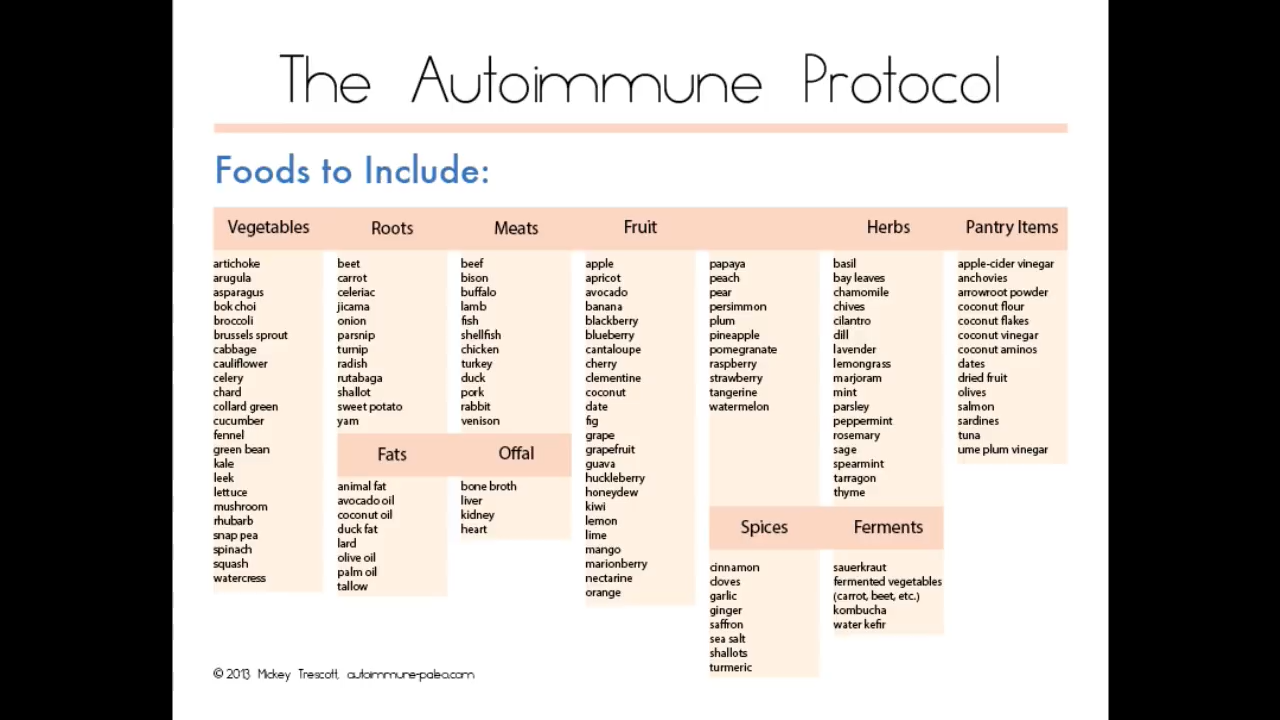 The Autoimmune Protocol
Foods to Include:
Vegetables
artichoke
arugula
asparagus
bok choi
broccoli
brussels sprout
cabbage
cauliflower
celery
chard
collard green
cucumber
fennel
green bean
kale
leek
lettuce
mushroom
rhubarb
snap pea
spinach
squash
watercress
Roots
beet
carrot
celeriac
jicama
onion
parsnip
turnip
radish
rutabaga
shallot
sweet potato
yam
Fats
animal fat
avocado oil
coconut oil
duck fat
lard
olive oil
palm oil
tallow
Meats
beef
bison
buffalo
lamb
fish
shellfish
chicken
turkey
duck
pork
rabbit
venison
Offal
bone broth
liver
kidney
heart
Fruit
apple
apricot
avocado
banana
blackberry
blueberry
cantaloupe
cherry
clementine
coconut
date
fig
grape
grapefruit
guava
huckleberry
honeydew
kiwi
lemon
lime
mango
marionberry
nectarine
orange
papaya
peach
pear
persimmon
plum
pineapple
pomegranate
raspberry
strawberry
tangerine
watermelon
Spices
cinnamon
cloves
garlic
ginger
saffron
sea salt
shallots
turmeric
Herbs
basil
bay leaves
chamomile
chives
cilantro
dill
lavender
lemongrass
marjoram
mint
parsley
peppermint
rosemary
sage
spearmint
tarragon
thyme
Ferments
sauerkraut
fermented vegetables
(carrot, beet, etc.)
kombucha
water kefir
Pantry Items
apple-cider vinegar
anchovies
arrowroot powder
coconut flour
coconut flakes
coconut vinegar
coconut aminos
dates
dried fruit
olives
salmon
sardines
tuna
ume plum vinegar
© 2013 Mickey Trescott, autoimmune-paleo.com